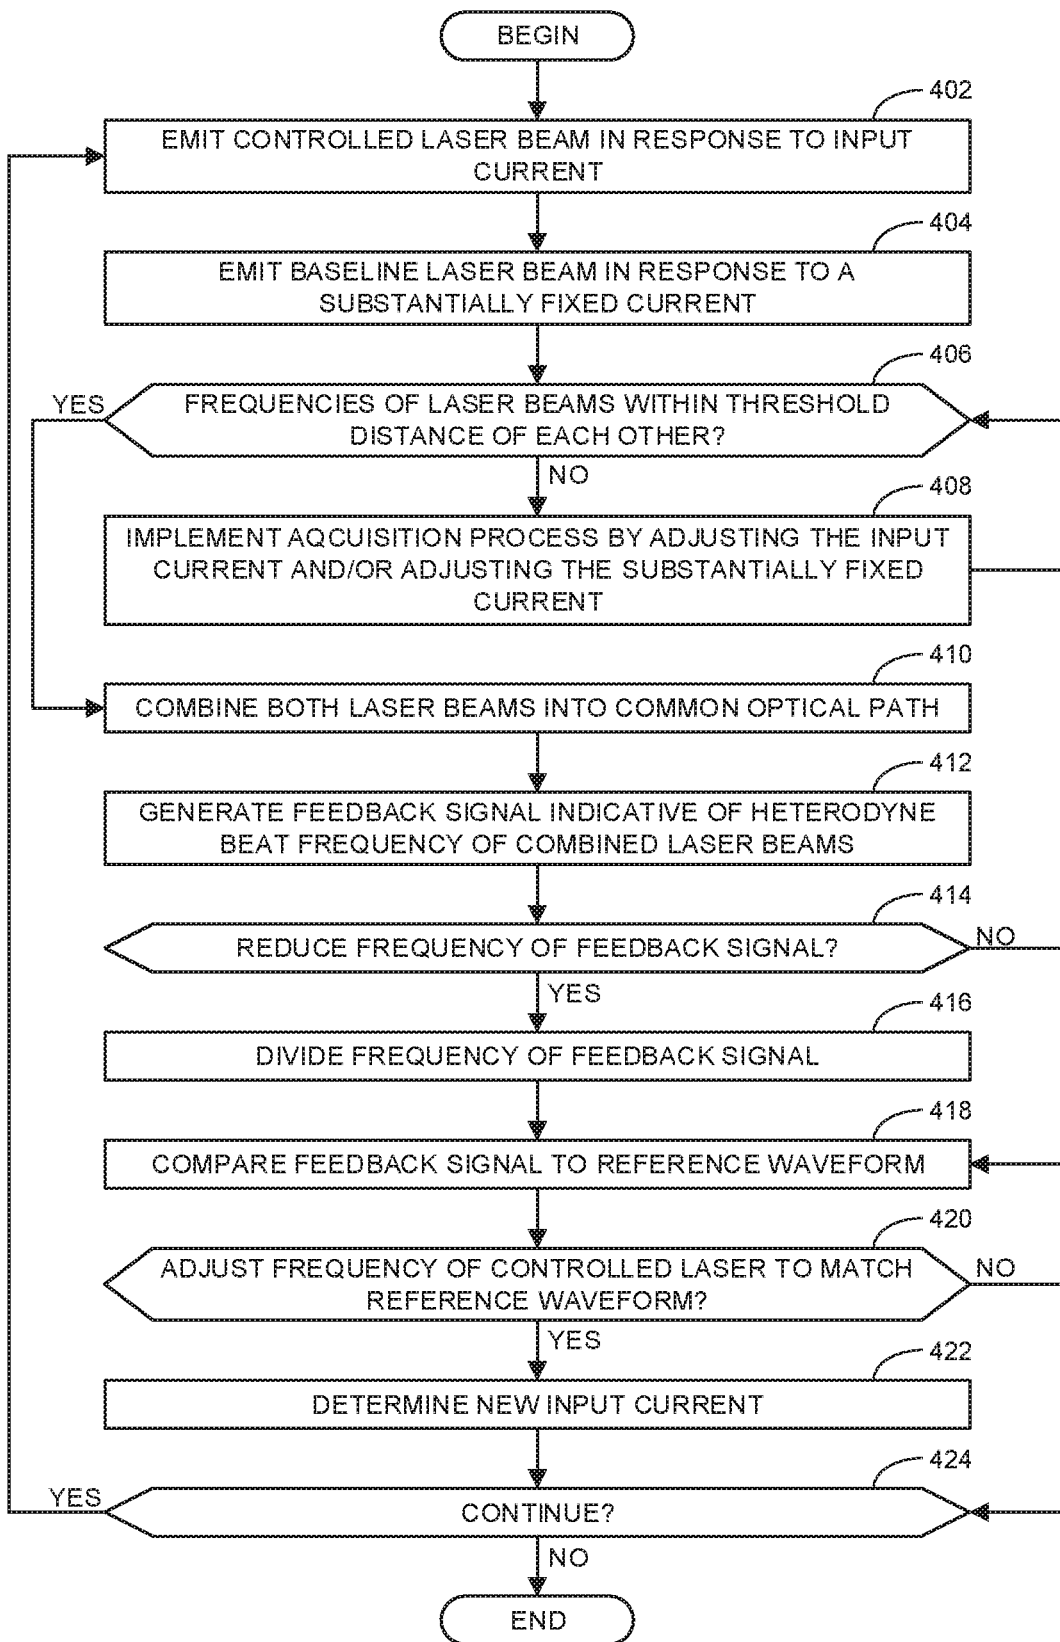 BEGIN
402
EMIT CONTROLLED LASER BEAM IN RESPONSE TO INPUT
CURRENT
404
EMIT BASELINE LASER BEAM IN RESPONSE TO A
SUBSTANTIALLY FIXED CURRENT
406
YES
FREQUENCIES OF LASER BEAMS WITHIN THRESHOLD
DISTANCE OF EACH OTHER?
NO
408
IMPLEMENT AQCUISITION PROCESS BY ADJUSTING THE INPUT
CURRENT AND/OR ADJUSTING THE SUBSTANTIALLY FIXED
CURRENT
410
COMBINE BOTH LASER BEAMS INTO COMMON OPTICAL PATH
412
GENERATE FEEDBACK SIGNAL INDICATIVE OF HETERODYNE
BEAT FREQUENCY OF COMBINED LASER BEAMS
414
REDUCE FREQUENCY OF FEEDBACK SIGNAL?
NO
YES
416
DIVIDE FREQUENCY OF FEEDBACK SIGNAL
418
COMPARE FEEDBACK SIGNAL TO REFERENCE WAVEFORM
420
ADJUST FREQUENCY OF CONTROLLED LASER TO MATCH
REFERENCE WAVEFORM?
NO
YES
422
DETERMINE NEW INPUT CURRENT
424
YES
CONTINUE?
NO
END